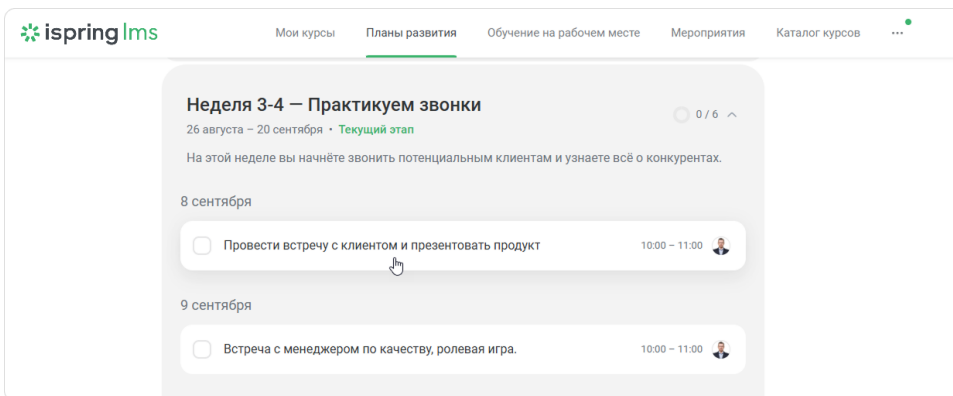 ispring lms
Мои курсы Планы развития Обучение на рабочем месте Мероприятия Каталог курсов ...
Неделя 3-4 — Практикуем звонки
0 / 6
26 августа – 20 сентября • Текущий этап
На этой неделе вы начнёте звонить потенциальным клиентам и узнаете всё о конкурентах.
8 сентября
Провести встречу с клиентом и презентовать продукт 10:00 – 11:00
9 сентября
Встреча с менеджером по качеству, ролевая игра. 10:00 – 11:00